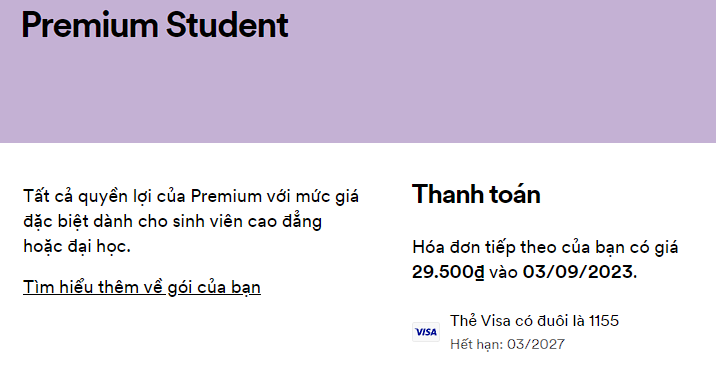 Premium Student
Tất cả quyền lợi của Premium với mức giá
đặc biệt dành cho sinh viên cao đẳng
hoặc đại học.
Tìm hiểu thêm về gói của bạn
Thanh toán
Hóa đơn tiếp theo của bạn có giá
29.500₫ vào 03/09/2023.
VISA
Thẻ Visa có đuôi là 1155
Hết hạn: 03/2027